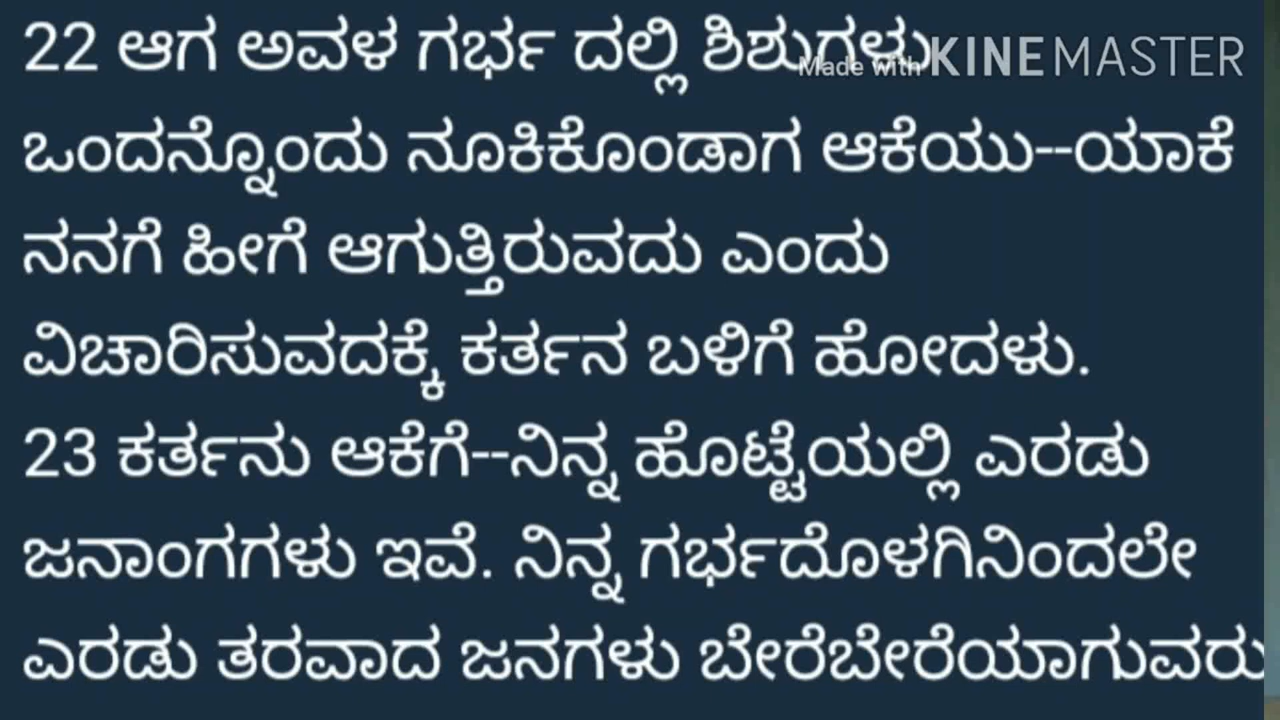 22 ಆಗ ಅವಳ ಗರ್ಭ ದಲ್ಲಿ ಶಿಶುಗಳು
Made with KINEMASTER
ಒಂದನ್ನೊಂದು ನೂಕಿಕೊಂಡಾಗ ಆಕೆಯು--ಯಾಕೆ
ನನಗೆ ಹೀಗೆ ಆಗುತ್ತಿರುವದು ಎಂದು
ವಿಚಾರಿಸುವದಕ್ಕೆ ಕರ್ತನ ಬಳಿಗೆ ಹೋದಳು.
23 ಕರ್ತನು ಆಕೆಗೆ--ನಿನ್ನ ಹೊಟ್ಟೆಯಲ್ಲಿ ಎರಡು
ಜನಾಂಗಗಳು ಇವೆ. ನಿನ್ನ ಗರ್ಭದೊಳಗಿನಿಂದಲೇ
ಎರಡು ತರವಾದ ಜನಗಳು ಬೇರೆಬೇರೆಯಾಗುವರು